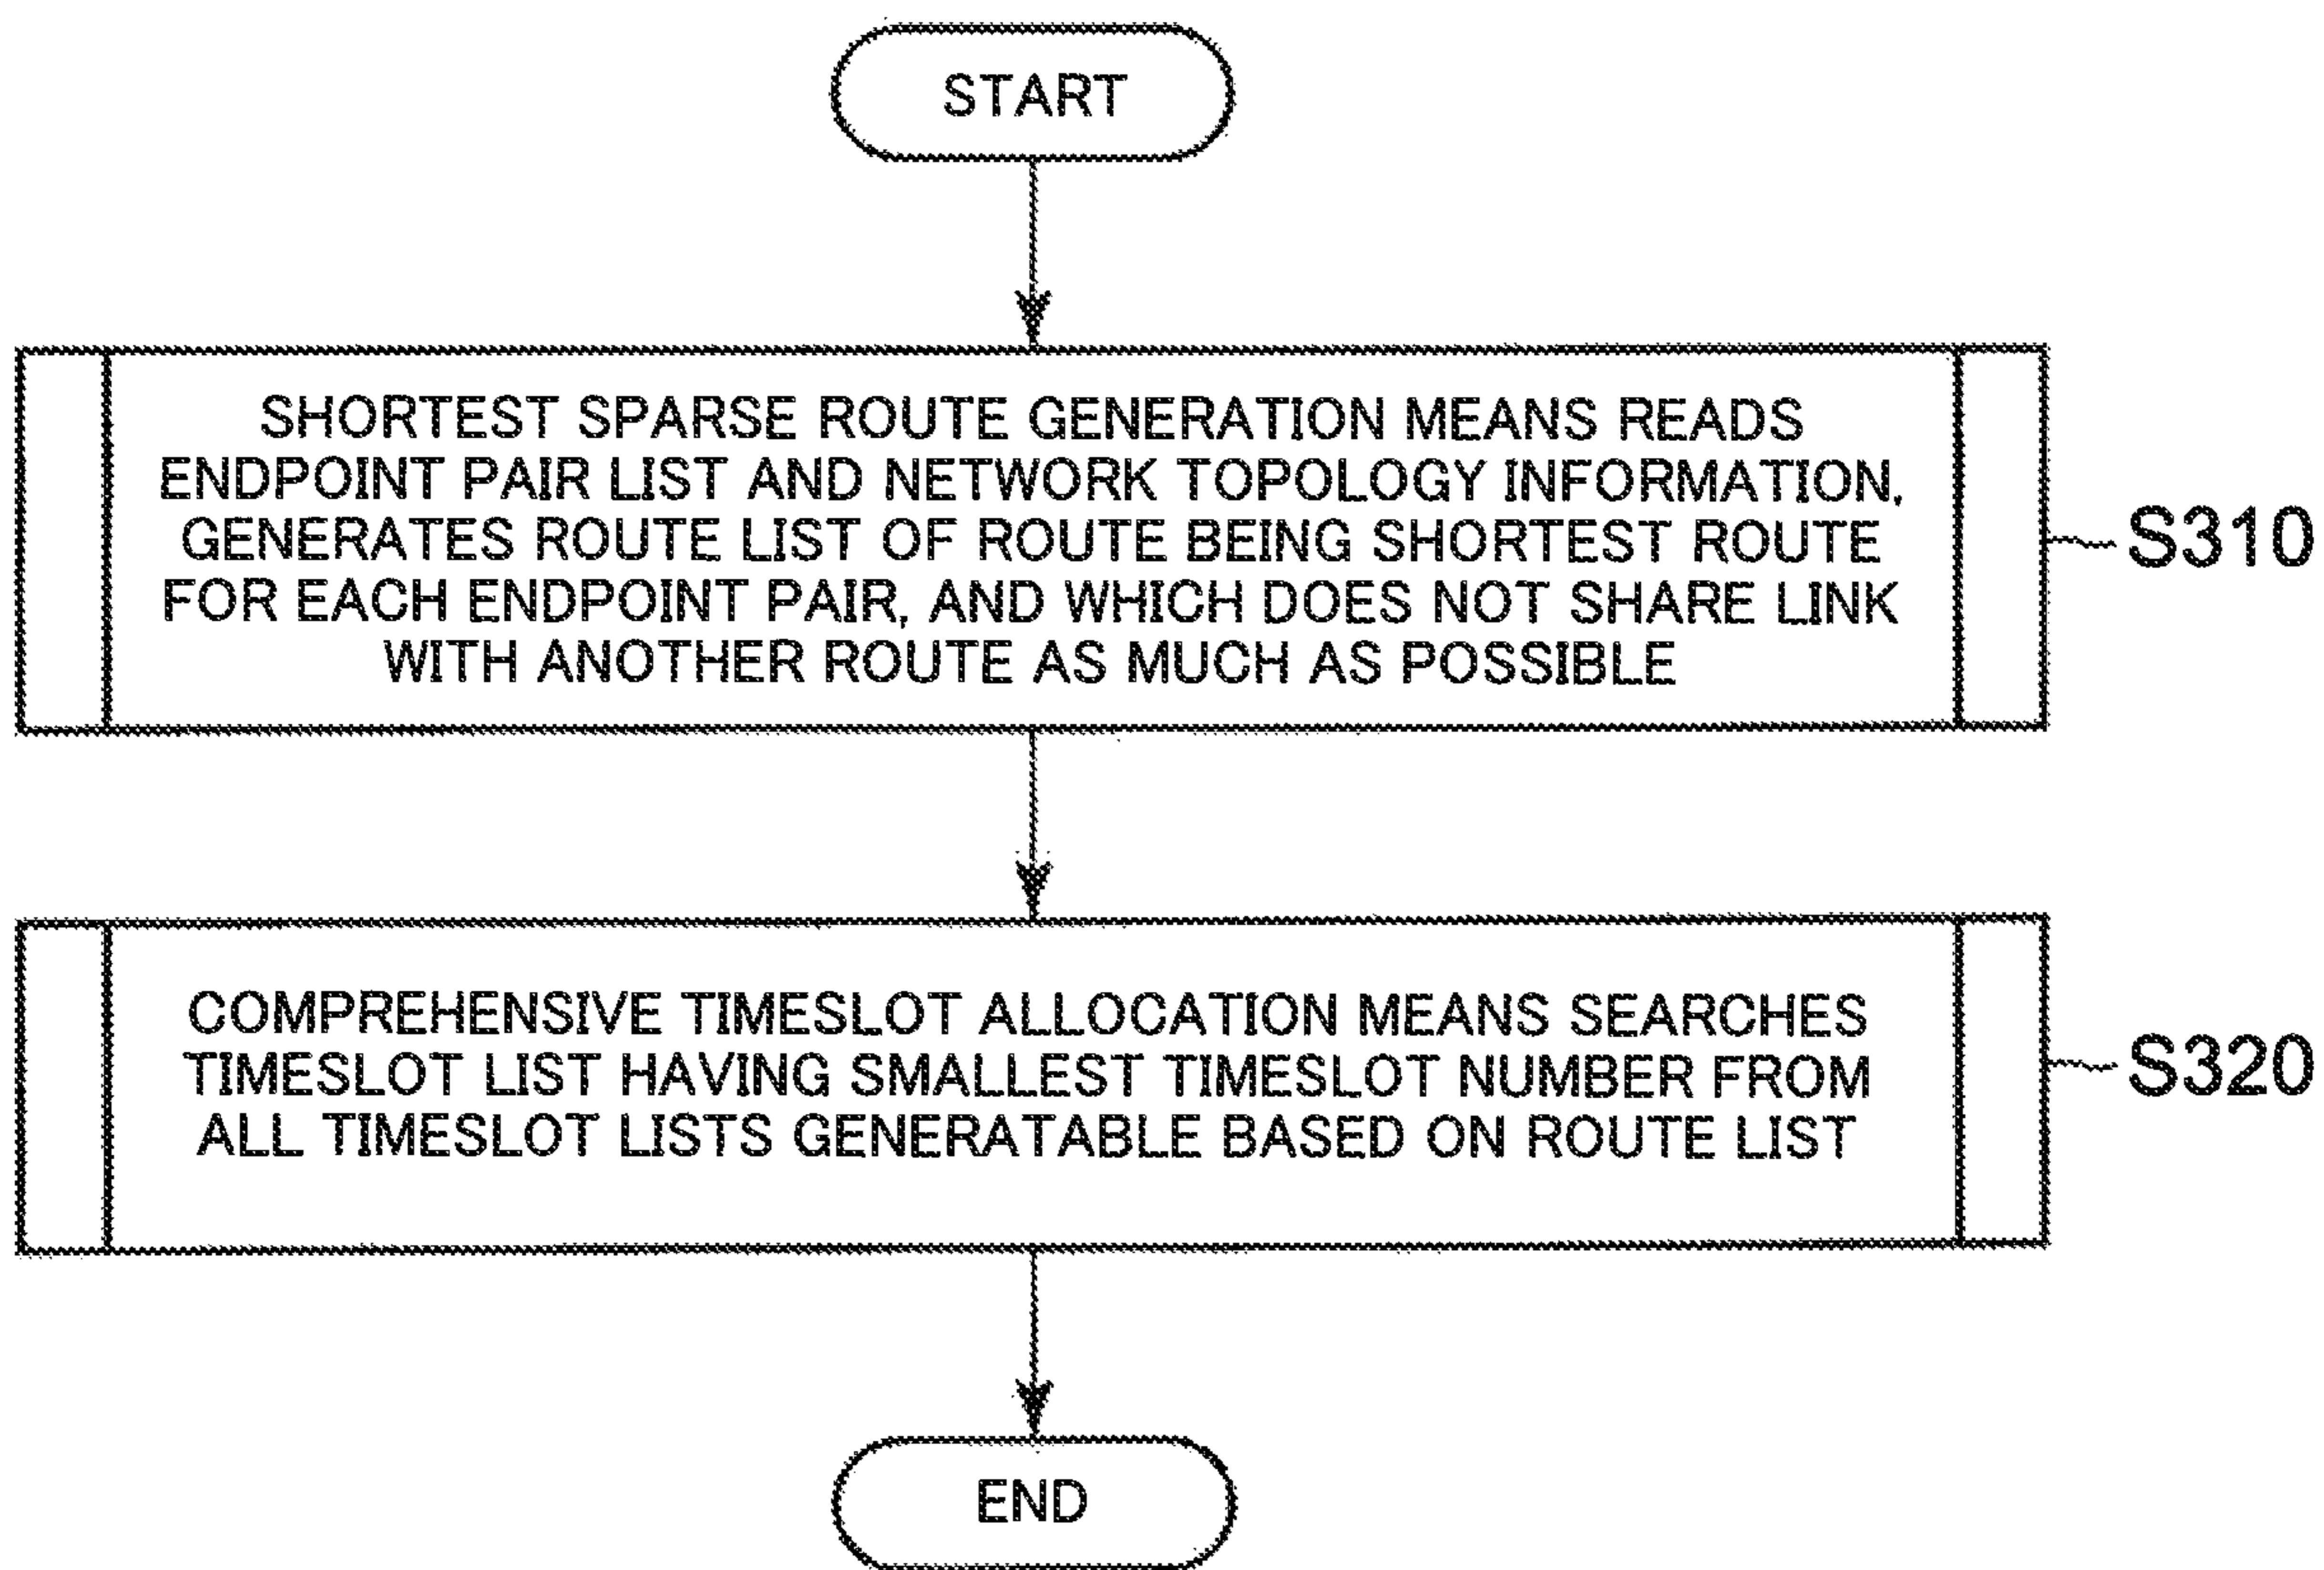 START
SHORTEST SPARSE ROUTE GENERATION MEANS READS
ENDPOINT PAIR LIST AND NETWORK TOPOLOGY INFORMATION,
GENERATES ROUTE LIST OF ROUTE BEING SHORTEST ROUTE
FOR EACH ENDPOINT PAIR, AND WHICH DOES NOT SHARE LINK
WITH ANOTHER ROUTE AS MUCH AS POSSIBLE
S310
COMPREHENSIVE TIMESLOT ALLOCATION MEANS SEARCHES
TIMESLOT LIST HAVING SMALLEST TIMESLOT NUMBER FROM
ALL TIMESLOT LISTS GENERATABLE BASED ON ROUTE LIST
S320
END